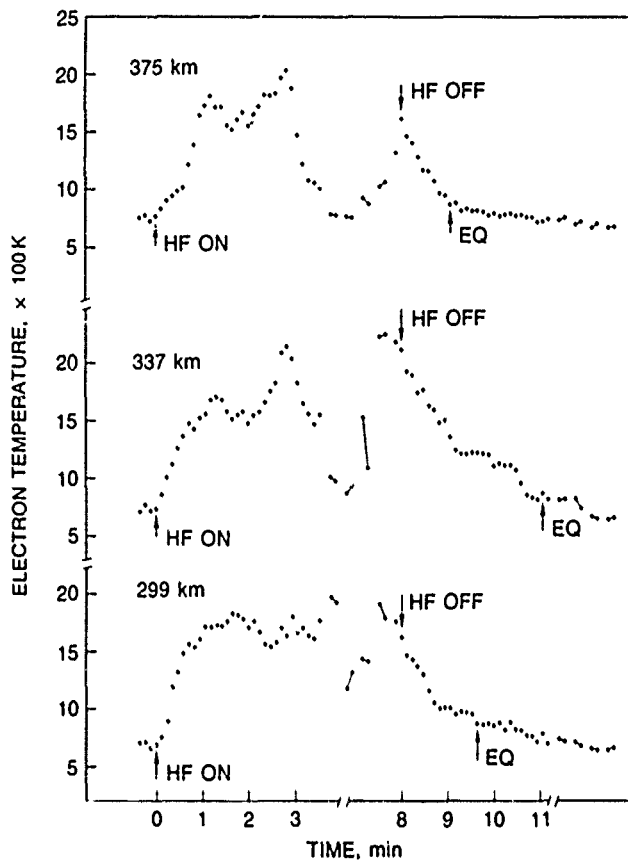 25
375 km
20
HF OFF
15
10
5
HF ON
EQ
HF OFF
337 km
20
15
10
5
HF ON
EQ
299 km
20
HF OFF
15
10
5
HF ON
EQ
0 1 2 3 8 9 10 11
TIME, min
ELECTRON TEMPERATURE, × 100K